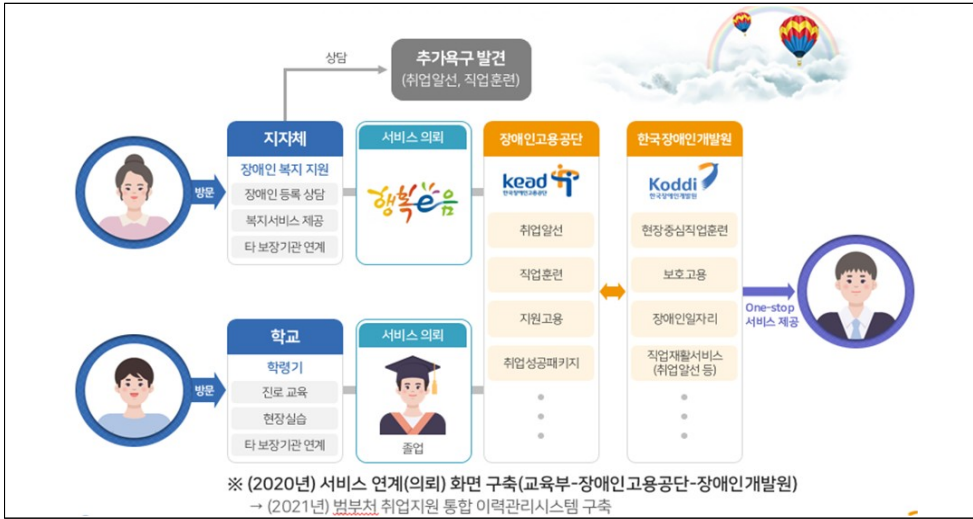 상담
추가욕구 발견
(취업알선, 직업훈련)
방문
지자체
장애인 복지 지원
장애인 등록 상담
복지서비스 제공
타 보장기관 연계
서비스 의뢰
행복e음
방문
학교
학령기
진로 교육
현장실습
타 보장기관 연계
서비스 의뢰
졸업
장애인고용공단
kead
한국장애인고용공단
취업알선
직업훈련
지원고용
취업성공패키지
한국장애인개발원
Koddi
한국장애인개발원
현장중심직업훈련
보호고용
장애인일자리
직업재활서비스
(취업알선 등)
One-stop
서비스 제공
※ (2020년) 서비스 연계(의뢰) 화면 구축(교육부-장애인고용공단-장애인개발원)
→ (2021년) 범부처 취업지원 통합 이력관리시스템 구축